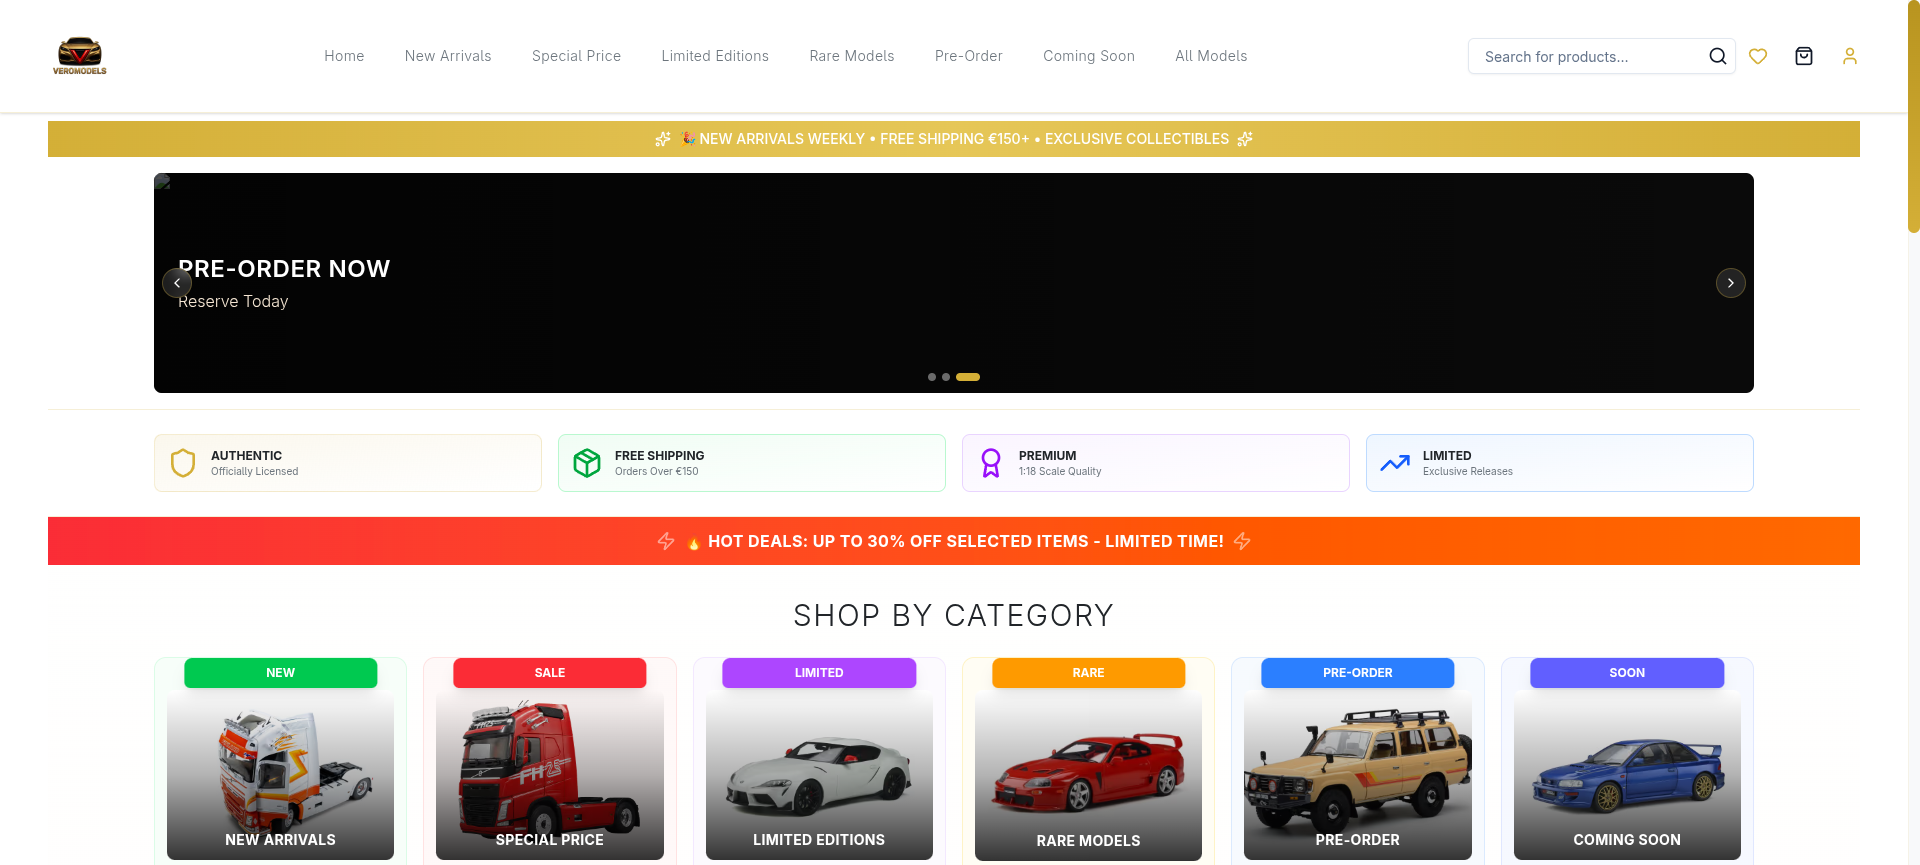 VEROMODELS
Home
New Arrivals
Special Price
Limited Editions
Rare Models
Pre-Order
Coming Soon
All Models
Search for products...
🎉 NEW ARRIVALS WEEKLY • FREE SHIPPING €150+ • EXCLUSIVE COLLECTIBLES
PRE-ORDER NOW
Reserve Today
AUTHENTIC
Officially Licensed
FREE SHIPPING
Orders Over €150
PREMIUM
1:18 Scale Quality
LIMITED
Exclusive Releases
🔥 HOT DEALS: UP TO 30% OFF SELECTED ITEMS - LIMITED TIME!
SHOP BY CATEGORY
NEW
NEW ARRIVALS
SALE
FH25
SPECIAL PRICE
LIMITED
LIMITED EDITIONS
RARE
RARE MODELS
PRE-ORDER
PRE-ORDER
SOON
COMING SOON